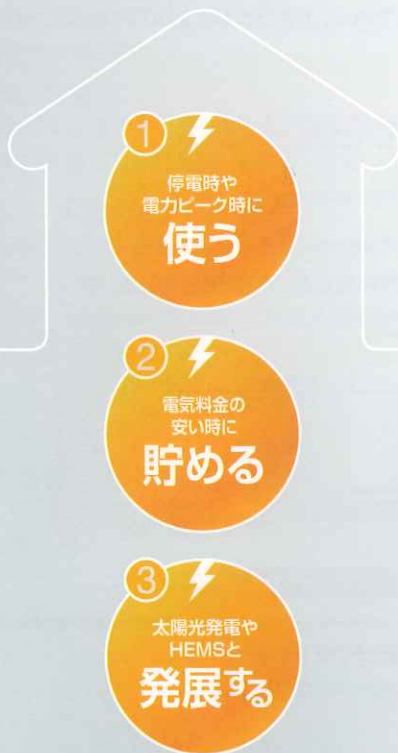 1
停電時や
電力ピーク時に
使う
2
電気料金の
安い時に
貯める
3
太陽光発電や
HEMSと
発展する